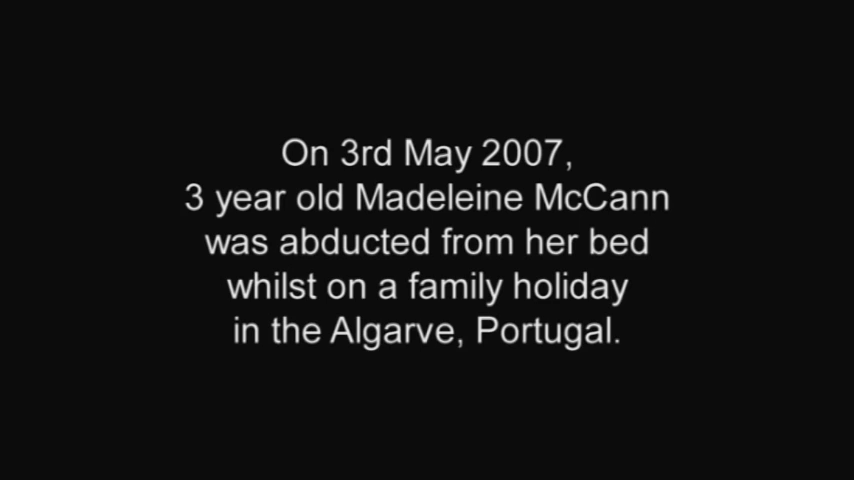 On 3rd May 2007,
3 year old Madeleine McCann
was abducted from her bed
whilst on a family holiday
in the Algarve, Portugal.